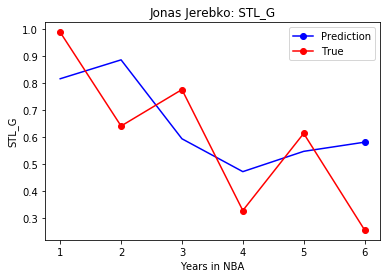 Jonas Jerebko: STL_G
Prediction
True
1.0
0.9
0.8
0.7
0.6
0.5
0.4
0.3
STL_G
1 2 3 4 5 6
Years in NBA